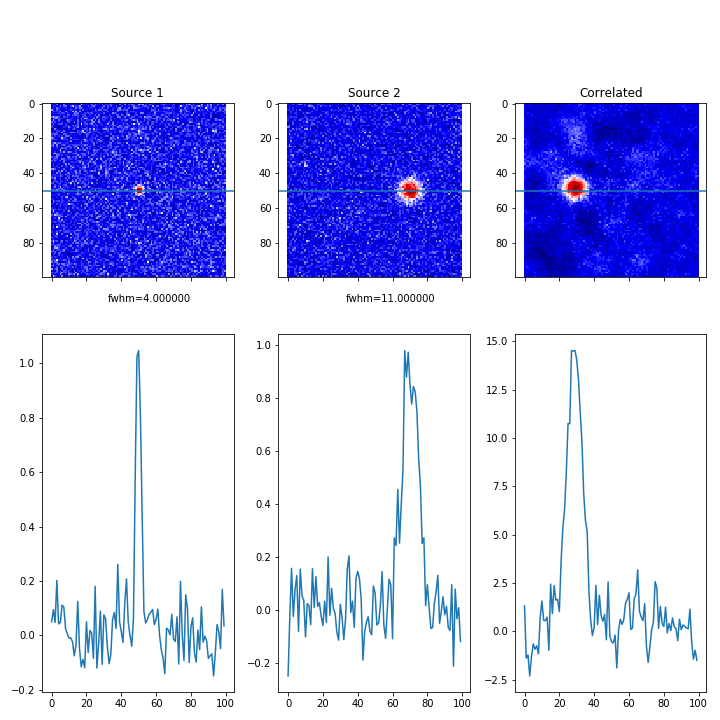 Source 1 Source 2 Correlated
0 0 0
20 20 20
40 40 40
60 60 60
80 80 80
fwhm=4.000000 fwhm=11.000000
1.0 1.0 15.0
0.8 0.8 12.5
0.6 0.6 10.0
0.4 0.4 7.5
0.2 0.2 5.0
0.0 0.0 2.5
−0.2 −0.2 0.0
−2.5
0 20 40 60 80 100 0 20 40 60 80 100 0 20 40 60 80 100